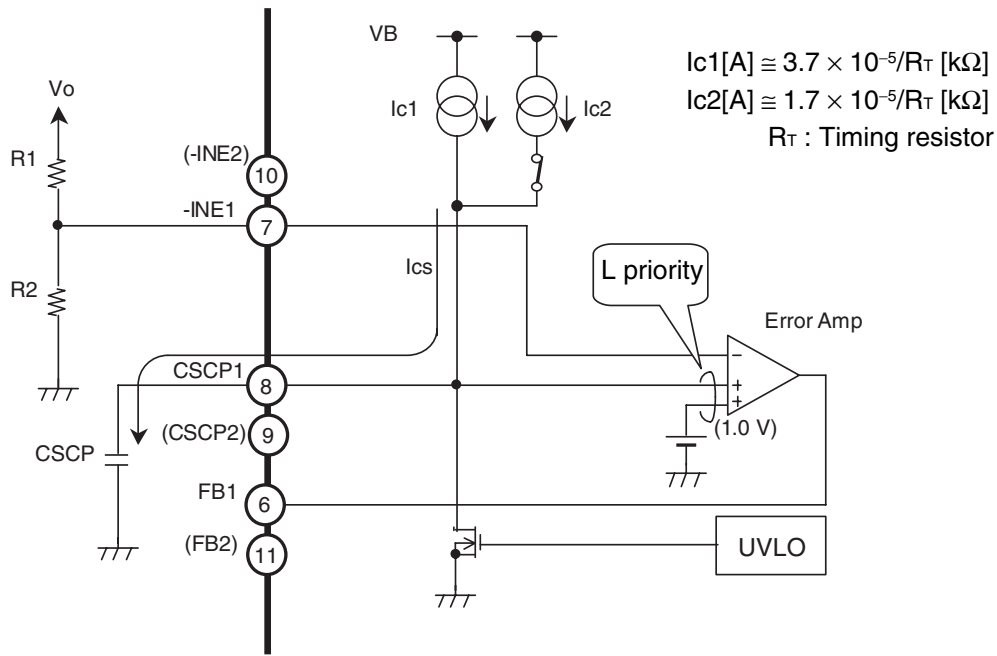 VB
Ic1[A] ≅ 3.7 × 10⁻⁵/RT [kΩ]
Ic2[A] ≅ 1.7 × 10⁻⁵/RT [kΩ]
RT : Timing resistor
Vo
Ic1
Ic2
R1
(-INE2)
10
-INE1
7
Ics
L priority
R2
Error Amp
−
CSCP1
8
+
+
(1.0 V)
(CSCP2)
9
CSCP
FB1
6
(FB2)
11
UVLO